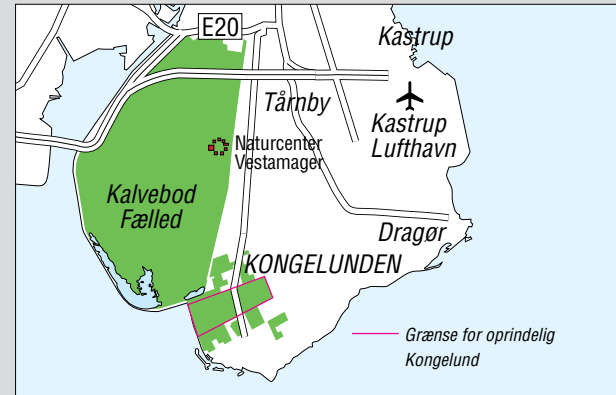 E20
Kastrup
Tårnby
Kastrup
Lufthavn
Naturcenter
Vestamager
Kalvebod
Fælled
Dragør
KONGELUNDEN
Grænse for oprindelig
Kongelund